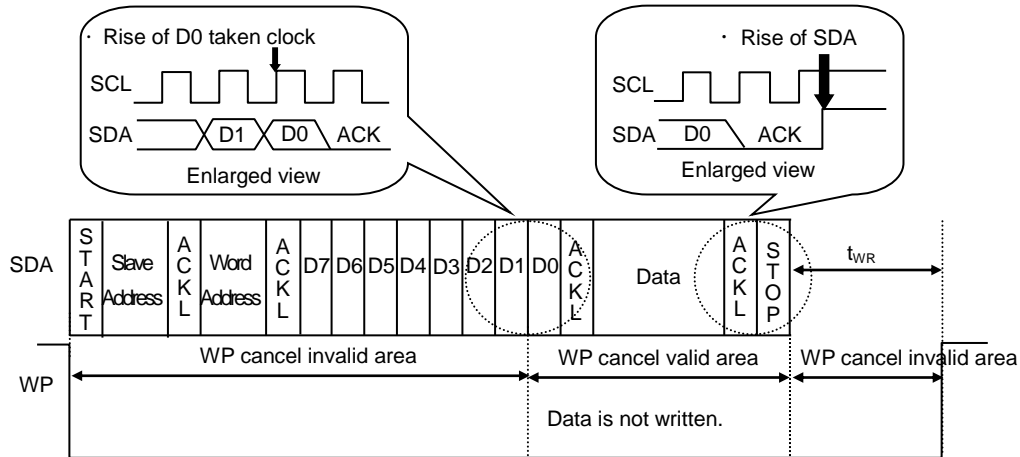 · Rise of D0 taken clock
SCL
SDA D1 D0 ACK
Enlarged view
· Rise of SDA
SCL
SDA D0 ACK
Enlarged view
SDA START Slave Address ACKL Word Address ACKL D7 D6 D5 D4 D3 D2 D1 D0 ACKL Data ACKL STOP tWR
WP cancel invalid area WP cancel valid area WP cancel invalid area
WP
Data is not written.